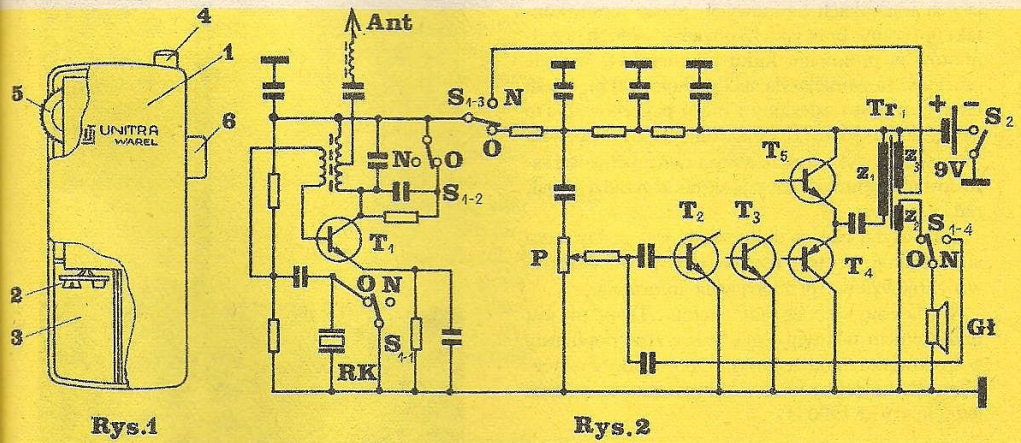 4
1
5
UNITRA
WAREL
6
2
3
Rys.1
Ant
S1-3 N
O
N O
S1-2
T1
O N
S1-1
RK
P
T2
T3
T5
T4
Tr1
z1
z3
z2
+ -
9V
S2
S1-4
O N
Gł
Rys.2